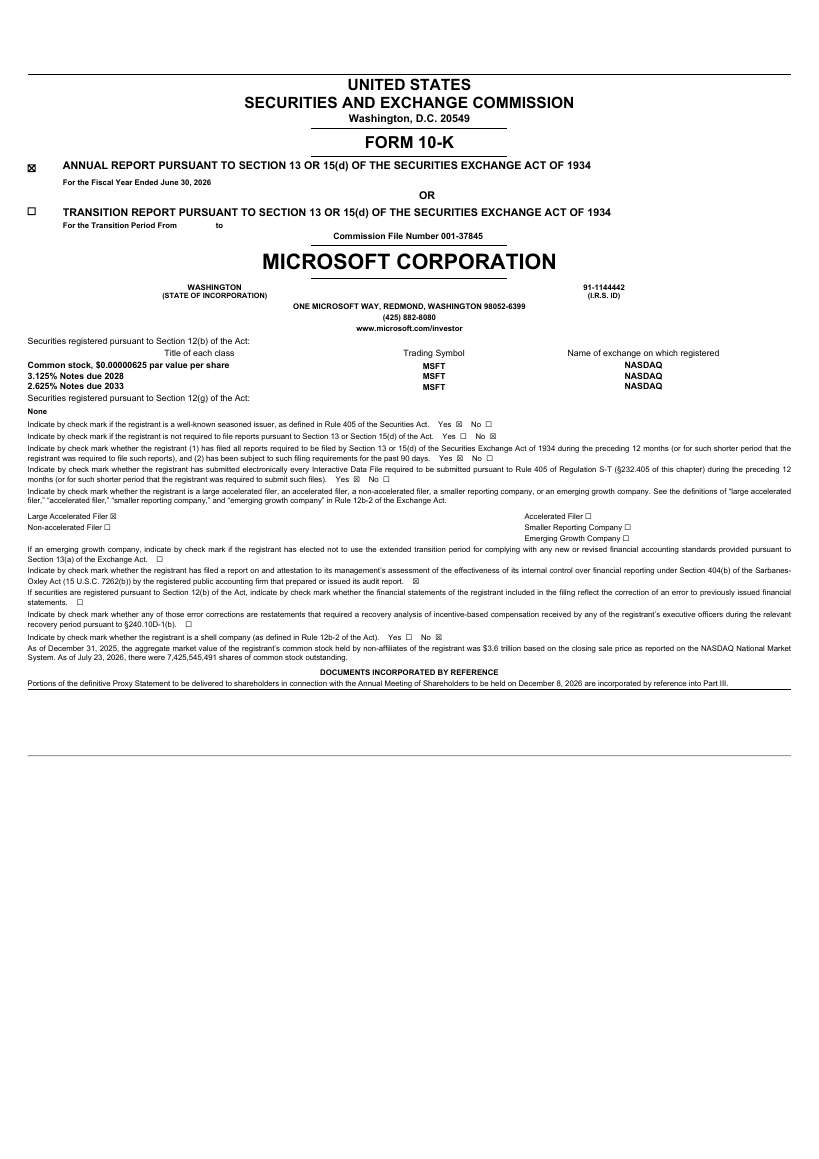 UNITED STATES
SECURITIES AND EXCHANGE COMMISSION
Washington, D.C. 20549
FORM 10-K
☒ ANNUAL REPORT PURSUANT TO SECTION 13 OR 15(d) OF THE SECURITIES EXCHANGE ACT OF 1934
For the Fiscal Year Ended June 30, 2026
OR
☐ TRANSITION REPORT PURSUANT TO SECTION 13 OR 15(d) OF THE SECURITIES EXCHANGE ACT OF 1934
For the Transition Period From to
Commission File Number 001-37845
MICROSOFT CORPORATION
WASHINGTON 91-1144442
(STATE OF INCORPORATION) (I.R.S. ID)
ONE MICROSOFT WAY, REDMOND, WASHINGTON 98052-6399
(425) 882-8080
www.microsoft.com/investor
Securities registered pursuant to Section 12(b) of the Act:
Title of each class Trading Symbol Name of exchange on which registered
Common stock, $0.00000625 par value per share MSFT NASDAQ
3.125% Notes due 2028 MSFT NASDAQ
2.625% Notes due 2033 MSFT NASDAQ
Securities registered pursuant to Section 12(g) of the Act:
None
Indicate by check mark if the registrant is a well-known seasoned issuer, as defined in Rule 405 of the Securities Act. Yes ☒ No ☐
Indicate by check mark if the registrant is not required to file reports pursuant to Section 13 or Section 15(d) of the Act. Yes ☐ No ☒
Indicate by check mark whether the registrant (1) has filed all reports required to be filed by Section 13 or 15(d) of the Securities Exchange Act of 1934 during the preceding 12 months (or for such shorter period that the
registrant was required to file such reports), and (2) has been subject to such filing requirements for the past 90 days. Yes ☒ No ☐
Indicate by check mark whether the registrant has submitted electronically every Interactive Data File required to be submitted pursuant to Rule 405 of Regulation S-T (§232.405 of this chapter) during the preceding 12
months (or for such shorter period that the registrant was required to submit such files). Yes ☒ No ☐
Indicate by check mark whether the registrant is a large accelerated filer, an accelerated filer, a non-accelerated filer, a smaller reporting company, or an emerging growth company. See the definitions of “large accelerated
filer,” “accelerated filer,” “smaller reporting company,” and “emerging growth company” in Rule 12b-2 of the Exchange Act.
Large Accelerated Filer ☒ Accelerated Filer ☐
Non-accelerated Filer ☐ Smaller Reporting Company ☐
Emerging Growth Company ☐
If an emerging growth company, indicate by check mark if the registrant has elected not to use the extended transition period for complying with any new or revised financial accounting standards provided pursuant to
Section 13(a) of the Exchange Act. ☐
Indicate by check mark whether the registrant has filed a report on and attestation to its management’s assessment of the effectiveness of its internal control over financial reporting under Section 404(b) of the Sarbanes-
Oxley Act (15 U.S.C. 7262(b)) by the registered public accounting firm that prepared or issued its audit report. ☒
If securities are registered pursuant to Section 12(b) of the Act, indicate by check mark whether the financial statements of the registrant included in the filing reflect the correction of an error to previously issued financial
statements. ☐
Indicate by check mark whether any of those error corrections are restatements that required a recovery analysis of incentive-based compensation received by any of the registrant’s executive officers during the relevant
recovery period pursuant to §240.10D-1(b). ☐
Indicate by check mark whether the registrant is a shell company (as defined in Rule 12b-2 of the Act). Yes ☐ No ☒
As of December 31, 2025, the aggregate market value of the registrant’s common stock held by non-affiliates of the registrant was $3.6 trillion based on the closing sale price as reported on the NASDAQ National Market
System. As of July 23, 2026, there were 7,425,545,491 shares of common stock outstanding.
DOCUMENTS INCORPORATED BY REFERENCE
Portions of the definitive Proxy Statement to be delivered to shareholders in connection with the Annual Meeting of Shareholders to be held on December 8, 2026 are incorporated by reference into Part III.